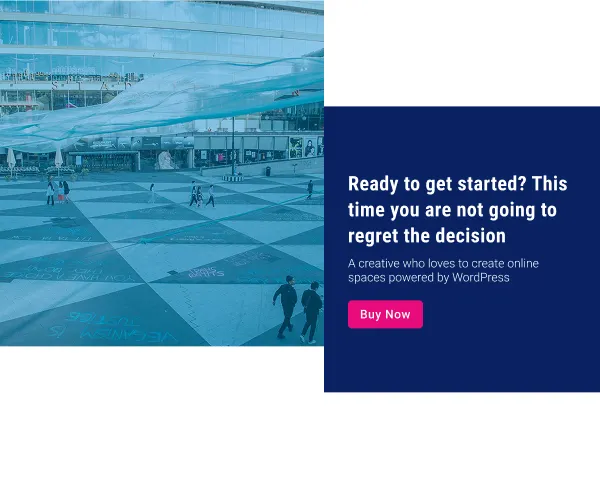 Ready to get started? This
time you are not going to
regret the decision
A creative who loves to create online
spaces powered by WordPress
Buy Now